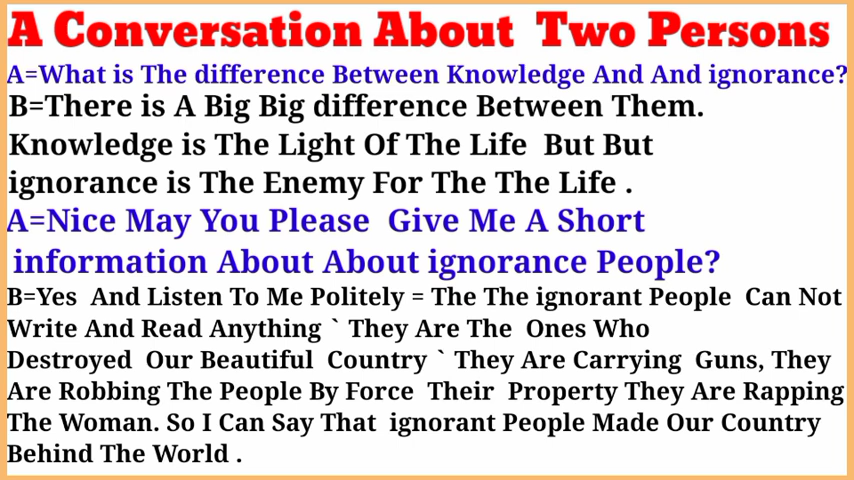 A Conversation About Two Persons
A=What is The difference Between Knowledge And And ignorance?
B=There is A Big Big difference Between Them.
Knowledge is The Light Of The Life But But
ignorance is The Enemy For The The Life .
A=Nice May You Please Give Me A Short
information About About ignorance People?
B=Yes And Listen To Me Politely = The The ignorant People Can Not
Write And Read Anything ` They Are The Ones Who
Destroyed Our Beautiful Country ` They Are Carrying Guns, They
Are Robbing The People By Force Their Property They Are Rapping
The Woman. So I Can Say That ignorant People Made Our Country
Behind The World .